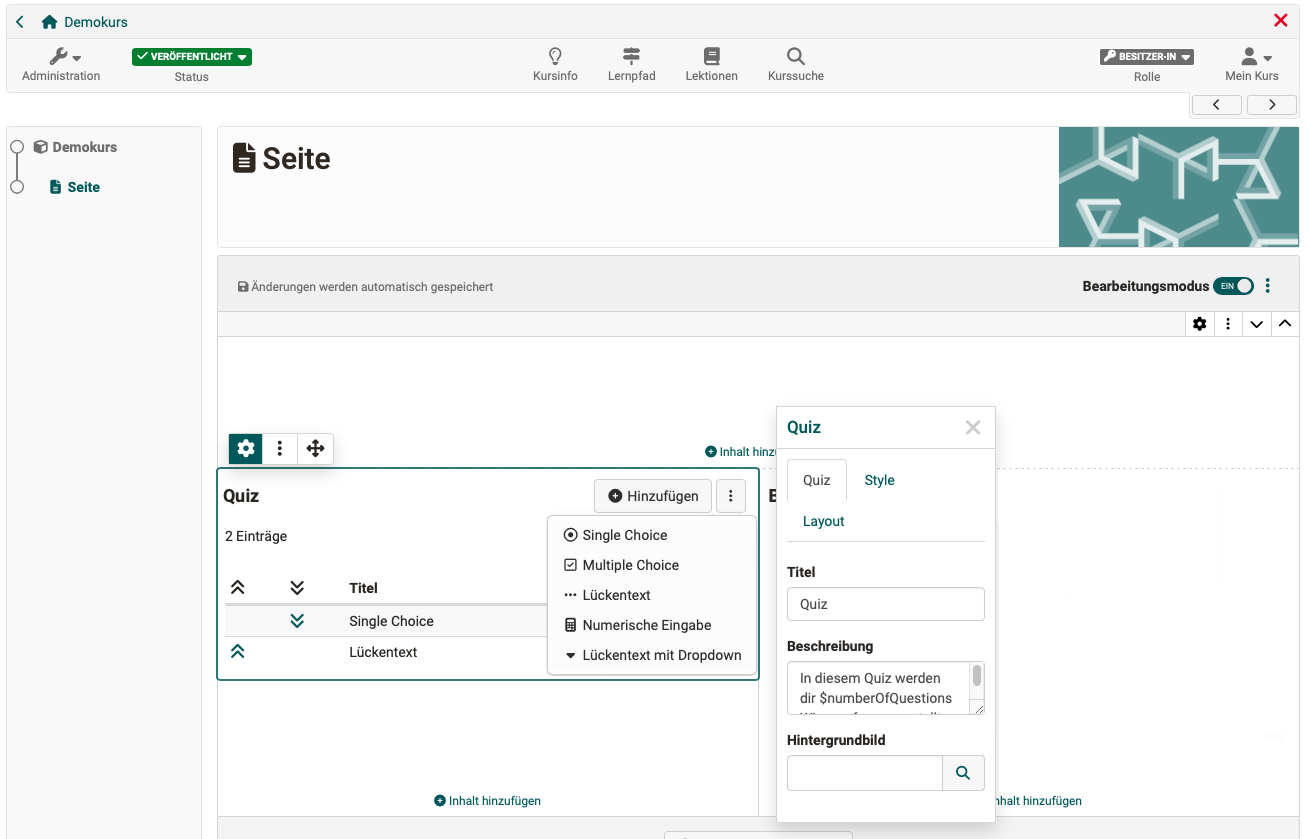 Demokurs
Administration
VERÖFFENTLICHT
Status
Kursinfo
Lernpfad
Lektionen
Kurssuche
BESITZER·IN
Rolle
Mein Kurs
Demokurs
Seite
Seite
Änderungen werden automatisch gespeichert
Bearbeitungsmodus EIN
Inhalt hinzu
Quiz
Hinzufügen
2 Einträge
Titel
Single Choice
Lückentext
Single Choice
Multiple Choice
Lückentext
Numerische Eingabe
Lückentext mit Dropdown
Quiz
Quiz
Style
Layout
Titel
Quiz
Beschreibung
In diesem Quiz werden
dir $numberOfQuestions
Hintergrundbild
Inhalt hinzufügen
nhalt hinzufügen